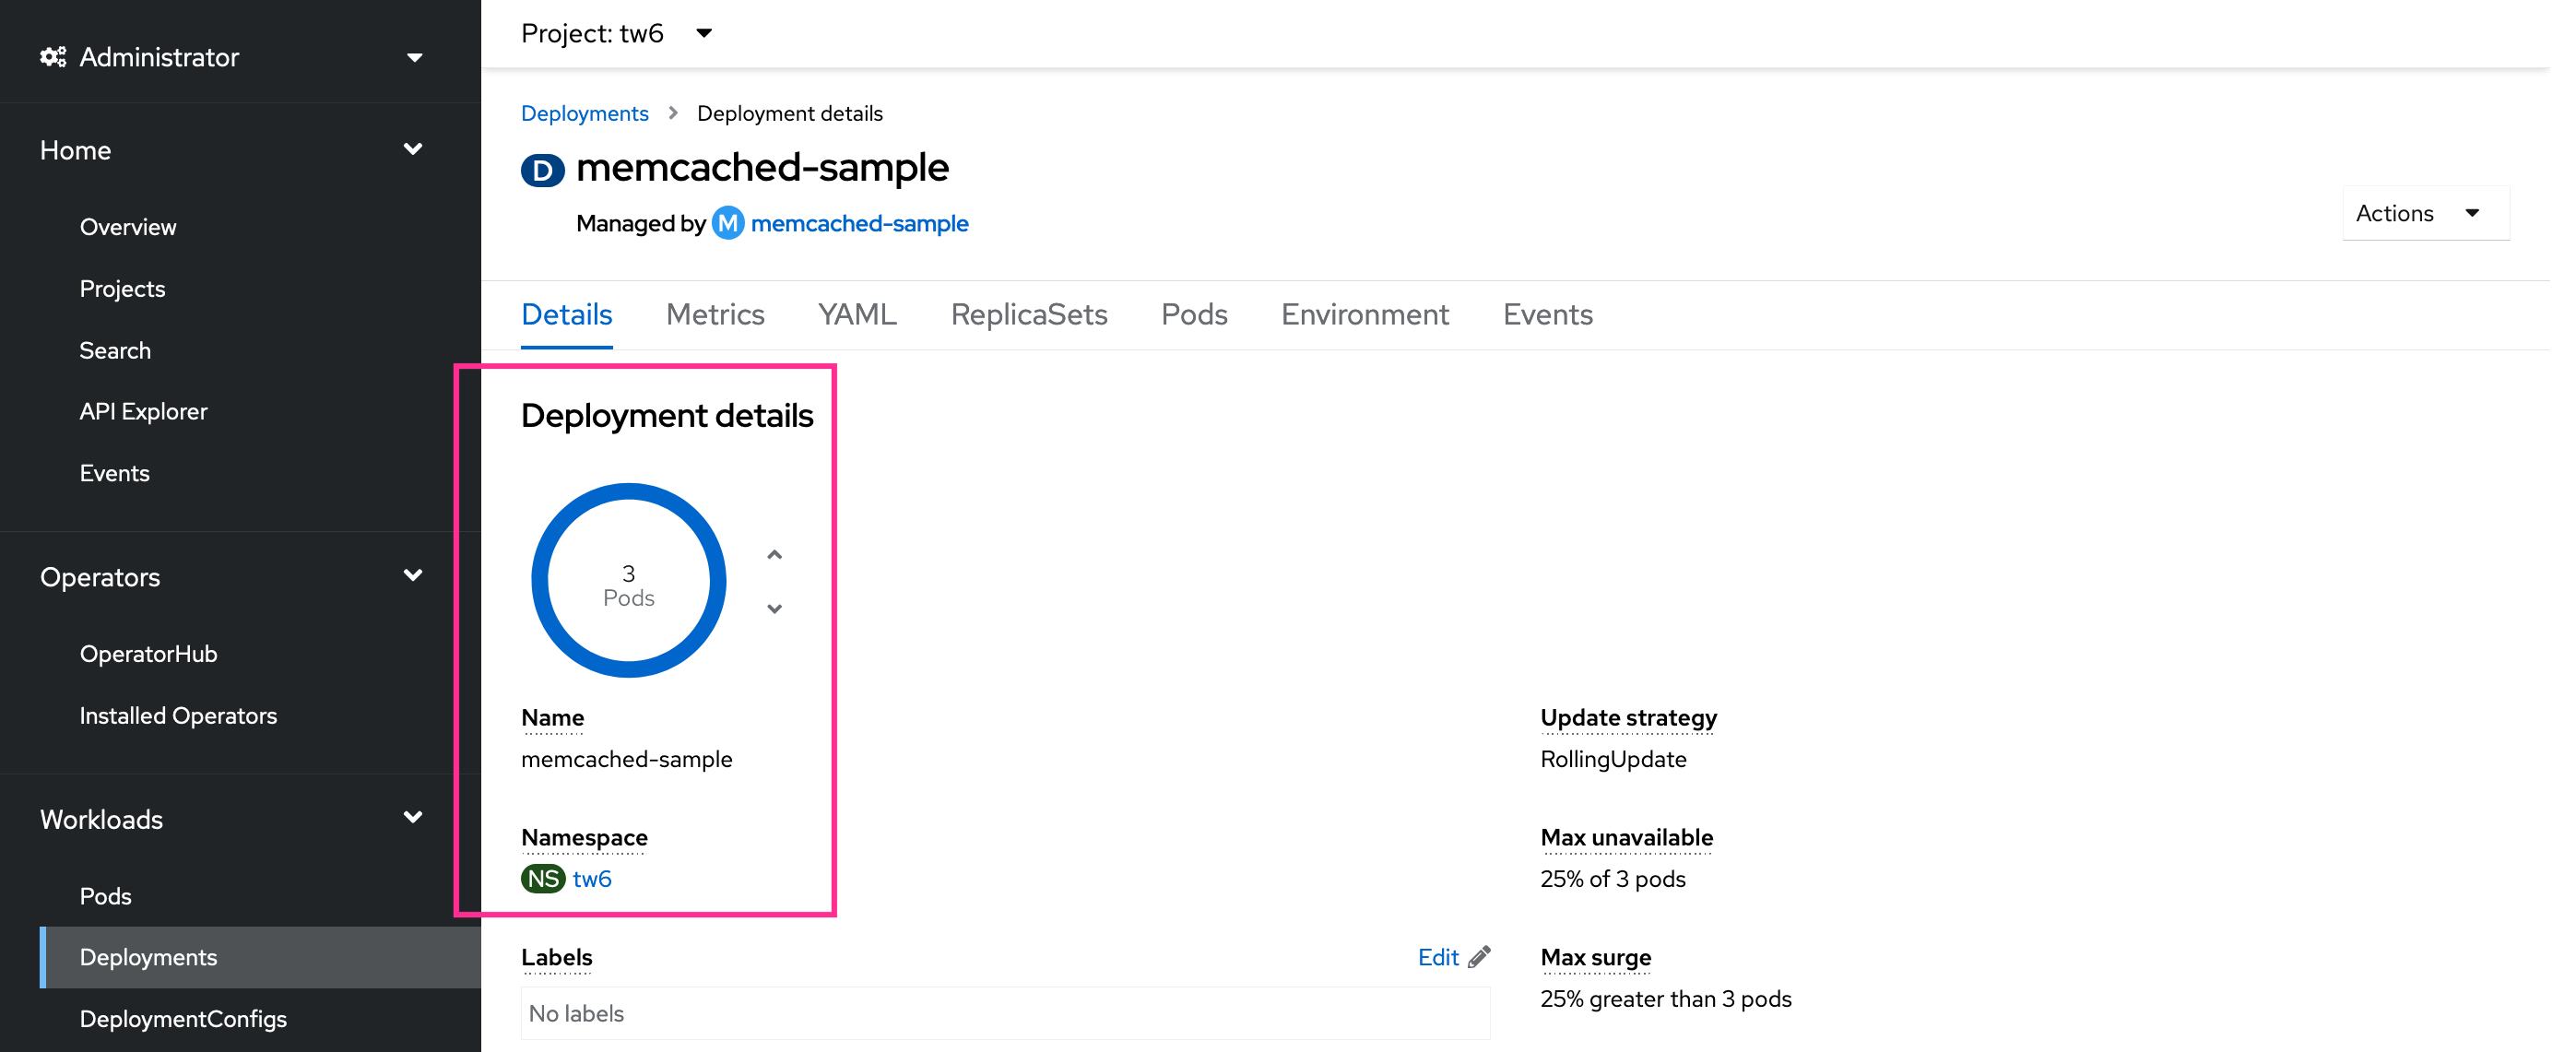 Administrator
Home
Overview
Projects
Search
API Explorer
Events
Operators
OperatorHub
Installed Operators
Workloads
Pods
Deployments
DeploymentConfigs
Project: tw6
Deployments > Deployment details
D memcached-sample
Managed by M memcached-sample
Actions
Details Metrics YAML ReplicaSets Pods Environment Events
Deployment details
3
Pods
Name
memcached-sample
Namespace
NS tw6
Labels Edit
No labels
Update strategy
RollingUpdate
Max unavailable
25% of 3 pods
Max surge
25% greater than 3 pods